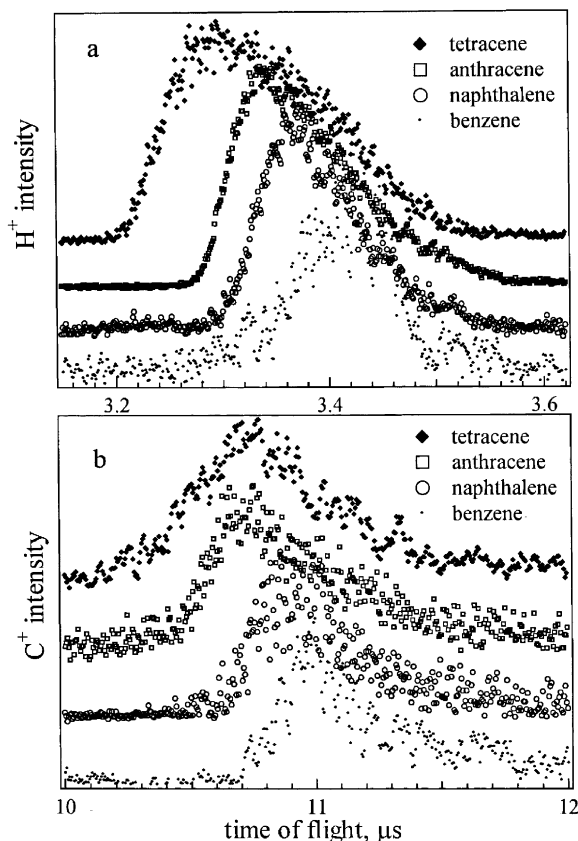 a
tetracene
anthracene
naphthalene
benzene
H⁺ intensity
3.2 3.4 3.6
b
tetracene
anthracene
naphthalene
benzene
C⁺ intensity
10 11 12
time of flight, µs